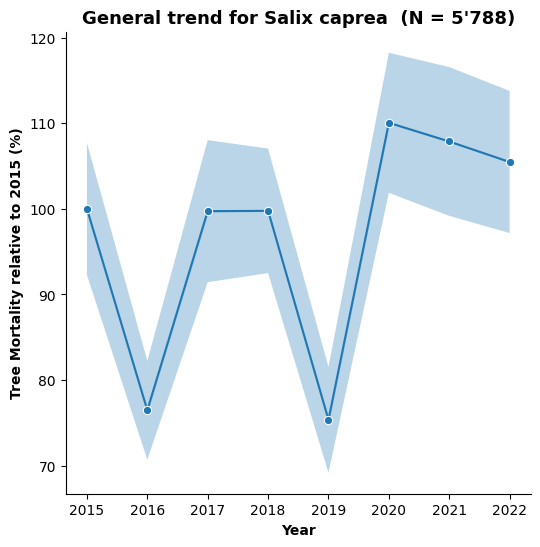 General trend for Salix caprea  (N = 5'788)
120
110
100
90
80
70
Tree Mortality relative to 2015 (%)
2015 2016 2017 2018 2019 2020 2021 2022
Year